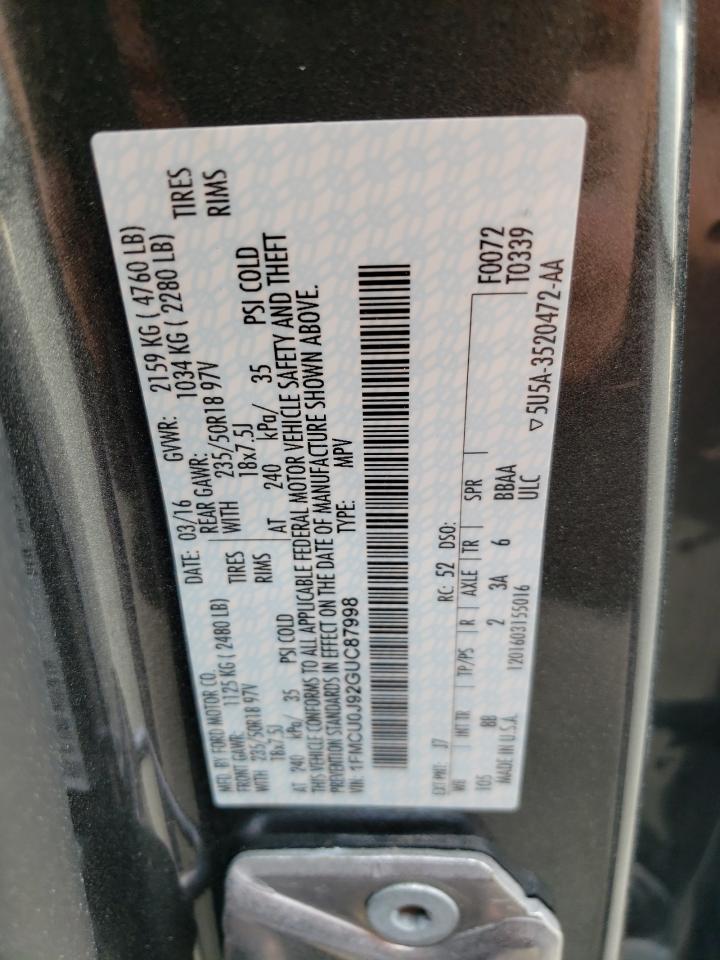 MFD. BY FORD MOTOR CO. DATE: 03/16 GVWR: 2159 KG ( 4760 LB)
FRONT GAWR: 1125 KG ( 2480 LB) REAR GAWR: 1034 KG ( 2280 LB)
WITH 235/50R18 97V TIRES WITH 235/50R18 97V TIRES
18x7.5J RIMS 18x7.5J RIMS
AT 240 kPa/ 35 PSI COLD AT 240 kPa/ 35 PSI COLD
THIS VEHICLE CONFORMS TO ALL APPLICABLE FEDERAL MOTOR VEHICLE SAFETY AND THEFT
PREVENTION STANDARDS IN EFFECT ON THE DATE OF MANUFACTURE SHOWN ABOVE.
VIN: 1FMCU0J92GUC87998 TYPE: MPV
EXT PNT: J7 RC: 52 DSO: F0072
WB INT TR TP/PS R AXLE TR SPR T0339
105 BB 2 3A 6 BBAA
MADE IN U.S.A. 1201603155016 ULC
▽5U5A-3520472-AA